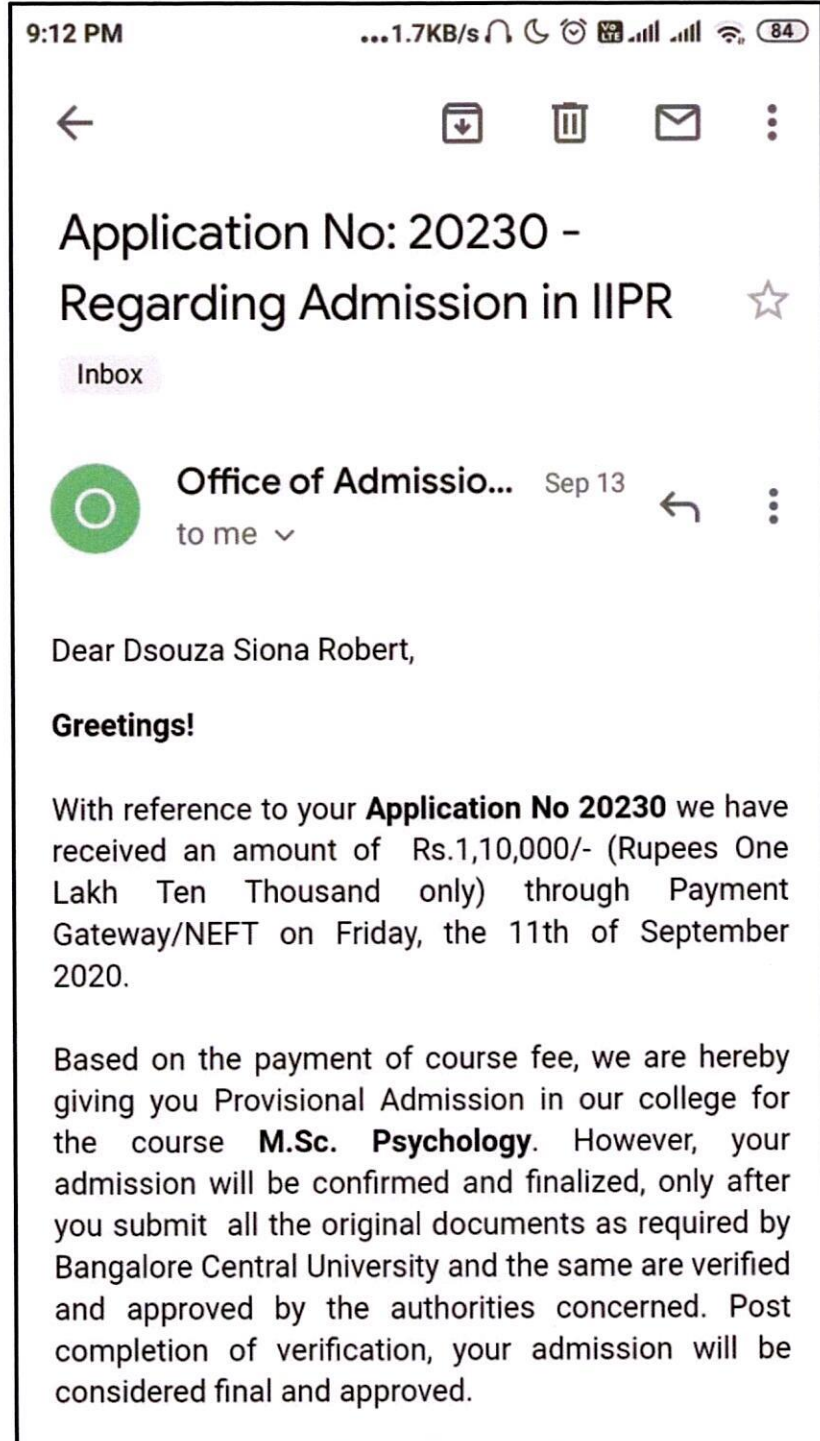 9:12 PM ...1.7KB/s Vo LTE 84
Application No: 20230 -
Regarding Admission in IIPR
Inbox
O
Office of Admissio... Sep 13
to me
Dear Dsouza Siona Robert,
Greetings!
With reference to your Application No 20230 we have
received an amount of Rs.1,10,000/- (Rupees One
Lakh Ten Thousand only) through Payment
Gateway/NEFT on Friday, the 11th of September
2020.
Based on the payment of course fee, we are hereby
giving you Provisional Admission in our college for
the course M.Sc. Psychology. However, your
admission will be confirmed and finalized, only after
you submit all the original documents as required by
Bangalore Central University and the same are verified
and approved by the authorities concerned. Post
completion of verification, your admission will be
considered final and approved.